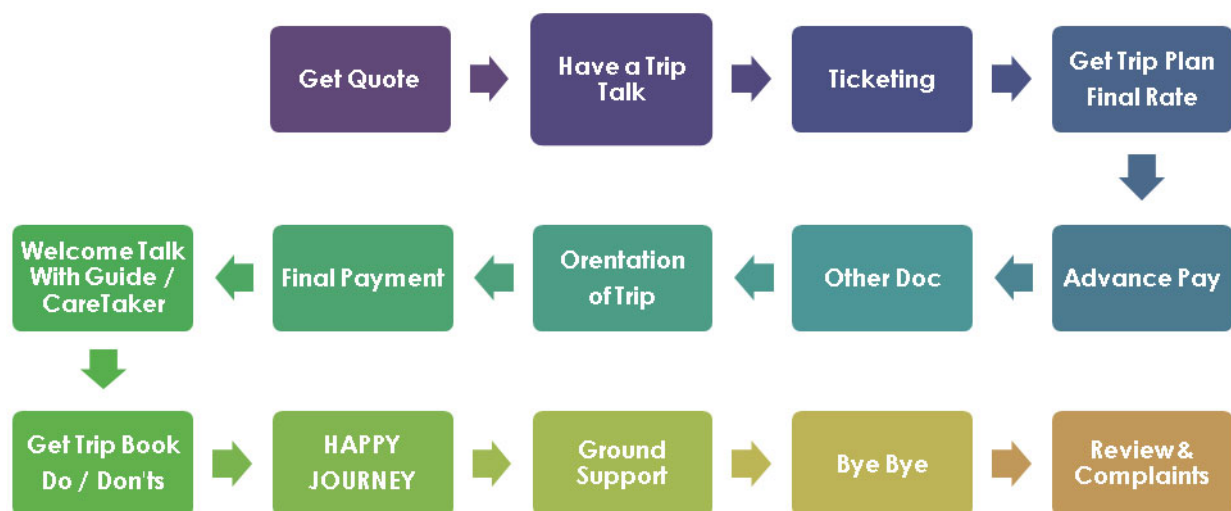 Get Quote
Have a Trip
Talk
Ticketing
Get Trip Plan
Final Rate
Advance Pay
Other Doc
Orentation
of Trip
Final Payment
Welcome Talk
With Guide /
CareTaker
Get Trip Book
Do / Don'ts
HAPPY
JOURNEY
Ground
Support
Bye Bye
Review &
Complaints